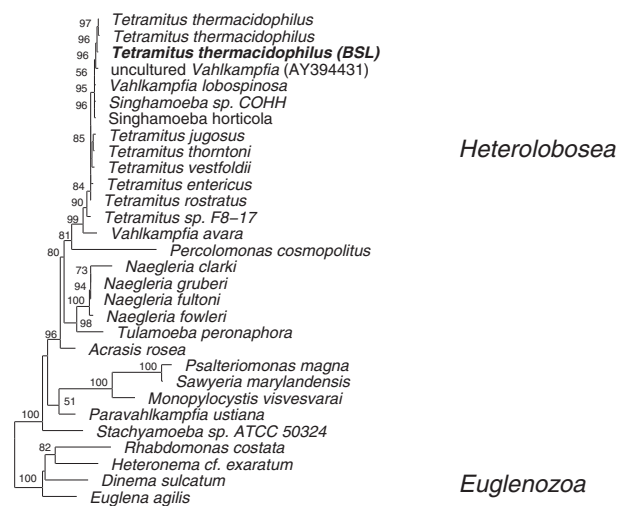 97 Tetramitus thermacidophilus
96 Tetramitus thermacidophilus
96 Tetramitus thermacidophilus (BSL)
56 uncultured Vahlkampfia (AY394431)
95 Vahlkampfia lobospinosa
96 Singhamoeba sp. COHH
Singhamoeba horticola
85 Tetramitus jugosus
Tetramitus thorntoni
Heterolobosea
Tetramitus vestfoldii
84 Tetramitus entericus
90 Tetramitus rostratus
99 Tetramitus sp. F8−17
81 Vahlkampfia avara
80 Percolomonas cosmopolitus
73 Naegleria clarki
94 Naegleria gruberi
100 Naegleria fultoni
98 Naegleria fowleri
96 Tulamoeba peronaphora
Acrasis rosea
100 Psalteriomonas magna
100 Sawyeria marylandensis
Monopylocystis visvesvarai
51 Paravahlkampfia ustiana
100 Stachyamoeba sp. ATCC 50324
82 Rhabdomonas costata
Heteronema cf. exaratum
100 Dinema sulcatum
Euglenozoa
Euglena agilis